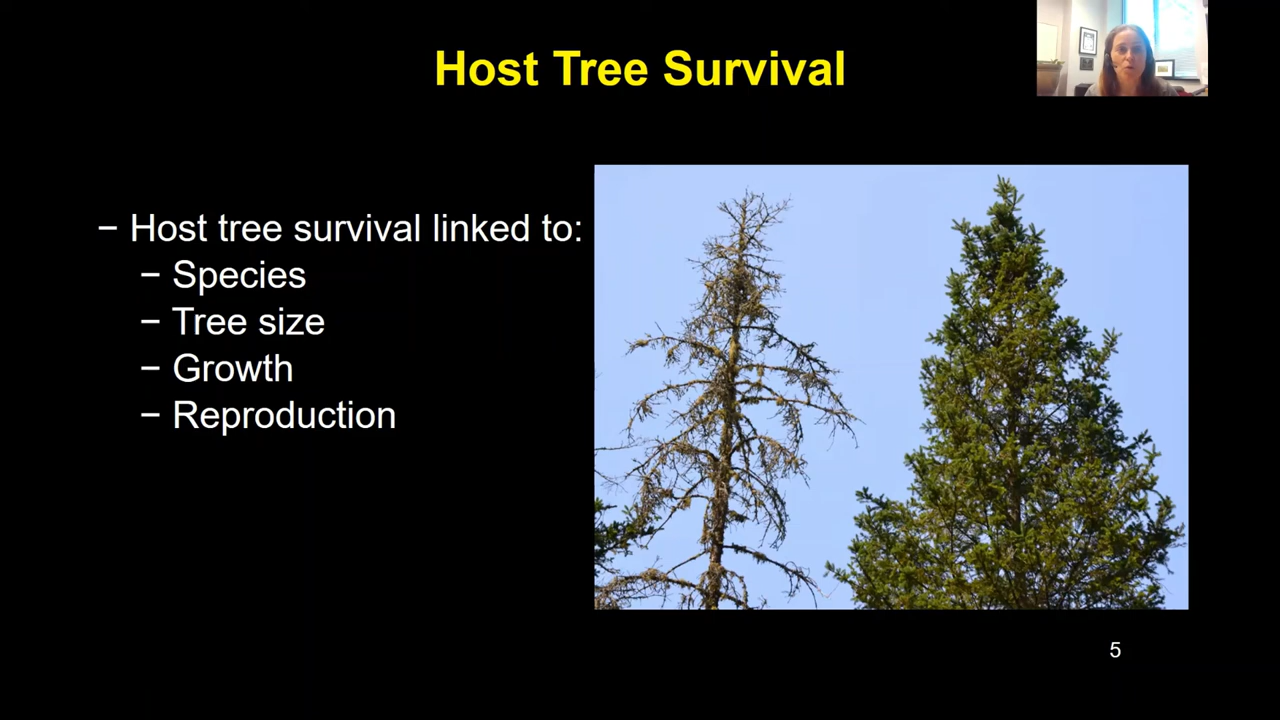 Host Tree Survival
− Host tree survival linked to:
− Species
− Tree size
− Growth
− Reproduction
5